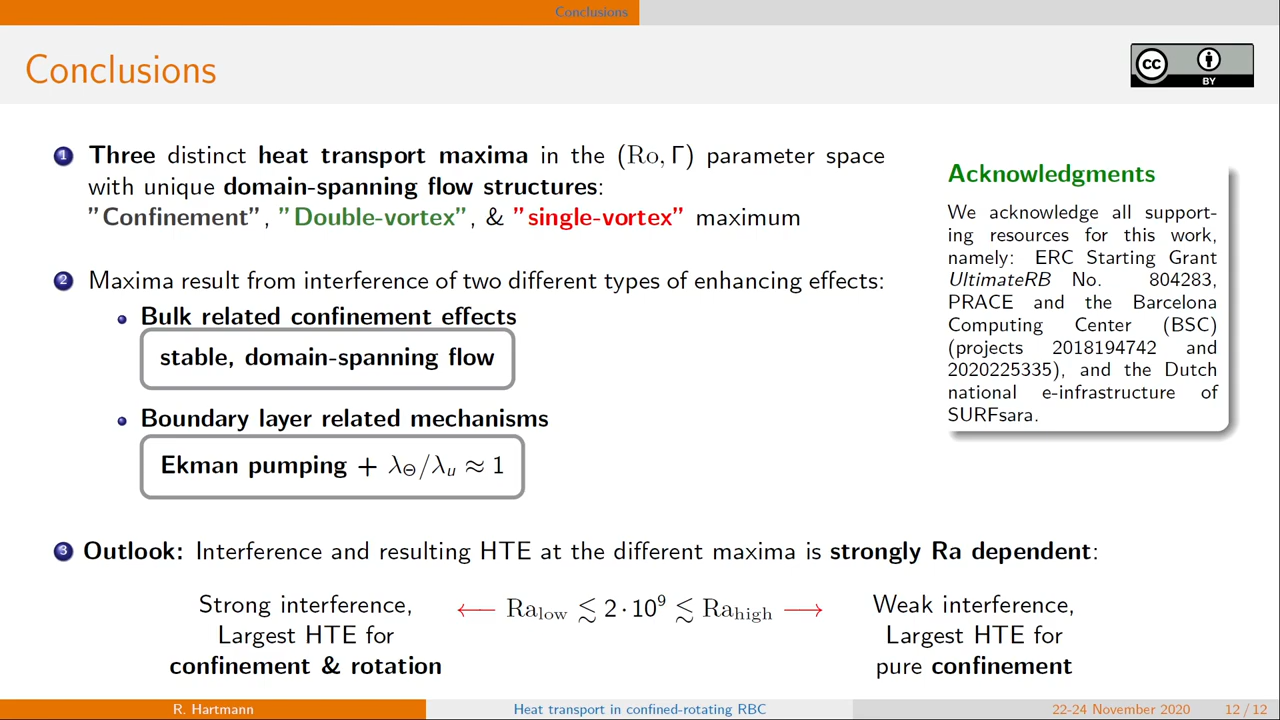 Conclusions
Conclusions
cc
BY
1 Three distinct heat transport maxima in the (Ro, Γ) parameter space
with unique domain-spanning flow structures:
”Confinement”, ”Double-vortex”, & ”single-vortex” maximum
2 Maxima result from interference of two different types of enhancing effects:
• Bulk related confinement effects
stable, domain-spanning flow
• Boundary layer related mechanisms
Ekman pumping + λ_Θ/λ_u ≈ 1
Acknowledgments
We acknowledge all support-
ing resources for this work,
namely: ERC Starting Grant
UltimateRB No. 804283,
PRACE and the Barcelona
Computing Center (BSC)
(projects 2018194742 and
2020225335), and the Dutch
national e-infrastructure of
SURFsara.
3 Outlook: Interference and resulting HTE at the different maxima is strongly Ra dependent:
Strong interference,
Largest HTE for
confinement & rotation
⟵ Ra_low ≲ 2 · 10⁹ ≲ Ra_high ⟶
Weak interference,
Largest HTE for
pure confinement
R. Hartmann
Heat transport in confined-rotating RBC
22-24 November 2020
12 / 12